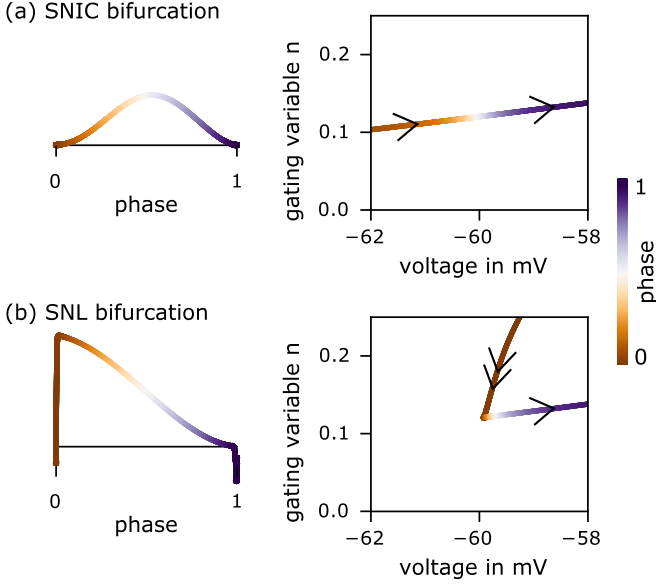 (a) SNIC bifurcation
0 1
phase
gating variable n
0.2
0.1
0.0
−62 −60 −58
voltage in mV
1
phase
0
(b) SNL bifurcation
0 1
phase
gating variable n
0.2
0.1
0.0
−62 −60 −58
voltage in mV